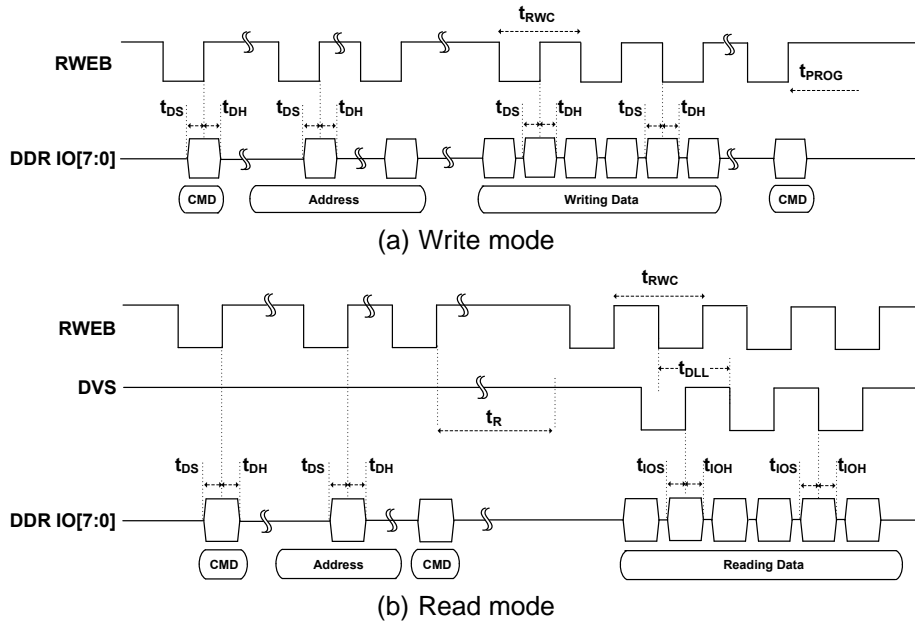 tRWC
RWEB
tPROG
tDS tDH tDS tDH tDS tDH tDS tDH
DDR IO[7:0]
CMD Address Writing Data CMD
(a) Write mode
tRWC
RWEB
tDLL
DVS
tR
tDS tDH tDS tDH tIOS tIOH tIOS tIOH
DDR IO[7:0]
CMD Address CMD Reading Data
(b) Read mode